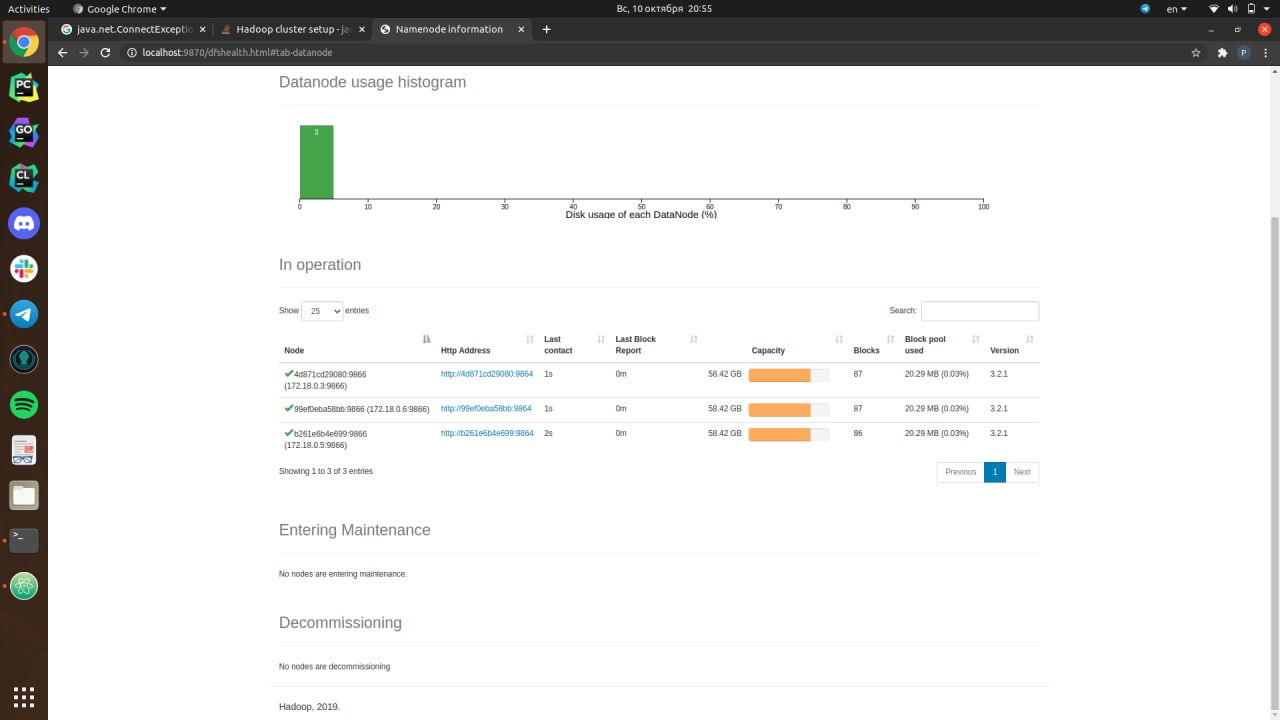 Activities Google Chrome Вс, 10 октября 20:55 en
java.net.ConnectExceptio Hadoop cluster setup - jav Namenode information
localhost:9870/dfshealth.html#tab-datanode P
PC
GO
CL
Datanode usage histogram
3
0 10 20 30 40 50 60 70 80 90 100
Disk usage of each DataNode (%)
In operation
Show 25 entries Search:
Node Http Address Last contact Last Block Report Capacity Blocks Block pool used Version
4d871cd29080:9866 (172.18.0.3:9866) http://4d871cd29080:9864 1s 0m 58.42 GB 87 20.29 MB (0.03%) 3.2.1
99ef0eba58bb:9866 (172.18.0.6:9866) http://99ef0eba58bb:9864 1s 0m 58.42 GB 87 20.29 MB (0.03%) 3.2.1
b261e6b4e699:9866 (172.18.0.5:9866) http://b261e6b4e699:9864 2s 0m 58.42 GB 86 20.29 MB (0.03%) 3.2.1
Showing 1 to 3 of 3 entries Previous 1 Next
Entering Maintenance
No nodes are entering maintenance.
Decommissioning
No nodes are decommissioning
Hadoop, 2019.